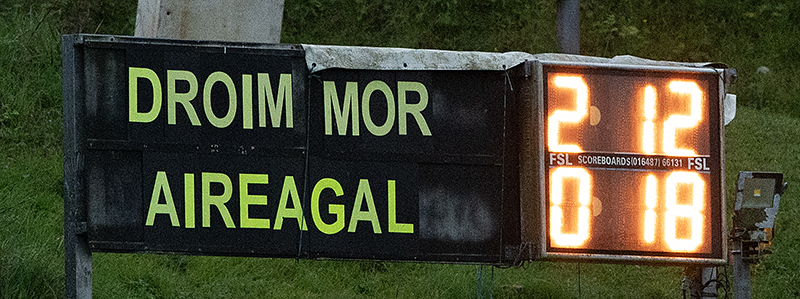 DROIM MOR 2 12
FSL SCOREBOARDS (016487) 66131 FSL
AIREAGAL 0 18